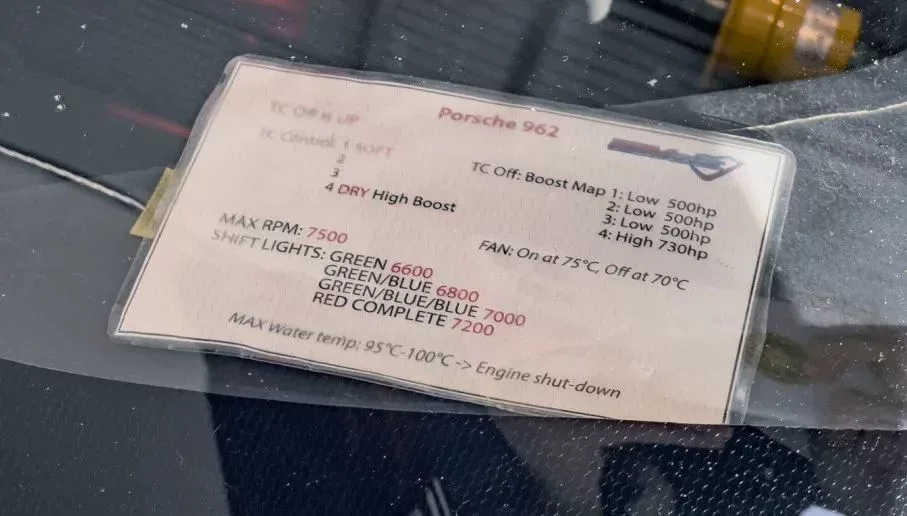 Porsche 962
TC Off is UP
TC Control: 1 SOFT
2
3
4 DRY High Boost
TC Off: Boost Map 1: Low 500hp
2: Low 500hp
3: Low 500hp
4: High 730hp
MAX RPM: 7500
FAN: On at 75°C, Off at 70°C
SHIFT LIGHTS: GREEN 6600
GREEN/BLUE 6800
GREEN/BLUE/BLUE 7000
RED COMPLETE 7200
MAX Water temp: 95°C-100°C -> Engine shut-down